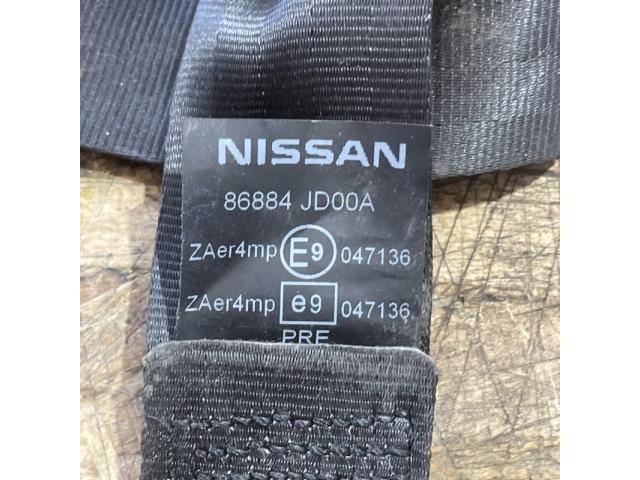 NISSAN
86884 JD00A
ZAer4mp E9 047136
ZAer4mp e9 047136
PRE